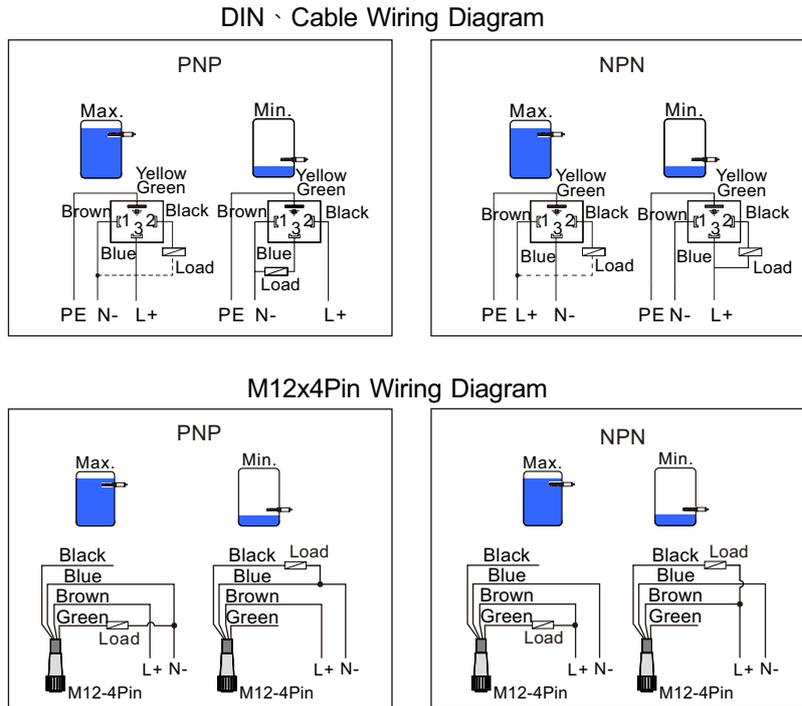 DIN、Cable Wiring Diagram
PNP
Max.
Min.
Yellow
Green
Brown
1 2
3
Black
Blue
Load
PE N- L+
Yellow
Green
Brown
1 2
3
Black
Blue
Load
PE N- L+
NPN
Max.
Min.
Yellow
Green
Brown
1 2
3
Black
Blue
Load
PE L+ N-
Yellow
Green
Brown
1 2
3
Black
Blue
Load
PE N- L+
M12x4Pin Wiring Diagram
PNP
Max.
Min.
Black
Blue
Brown
Green
Load
L+ N-
M12-4Pin
Black
Load
Blue
Brown
Green
L+ N-
M12-4Pin
NPN
Max.
Min.
Black
Blue
Brown
Green
Load
L+ N-
M12-4Pin
Black
Load
Blue
Brown
Green
L+ N-
M12-4Pin